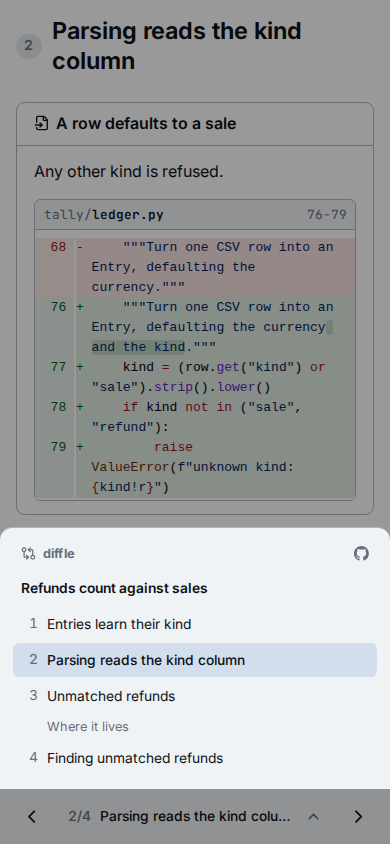 2
Parsing reads the kind
column
A row defaults to a sale
Any other kind is refused.
tally/ledger.py 76-79
68 - """Turn one CSV row into an
Entry, defaulting the
currency."""
76 + """Turn one CSV row into an
Entry, defaulting the currency
and the kind."""
77 + kind = (row.get("kind") or
"sale").strip().lower()
78 + if kind not in ("sale",
"refund"):
79 + raise
ValueError(f"unknown kind:
{kind!r}")
diffle
Refunds count against sales
1 Entries learn their kind
2 Parsing reads the kind column
3 Unmatched refunds
Where it lives
4 Finding unmatched refunds
2/4 Parsing reads the kind colu...